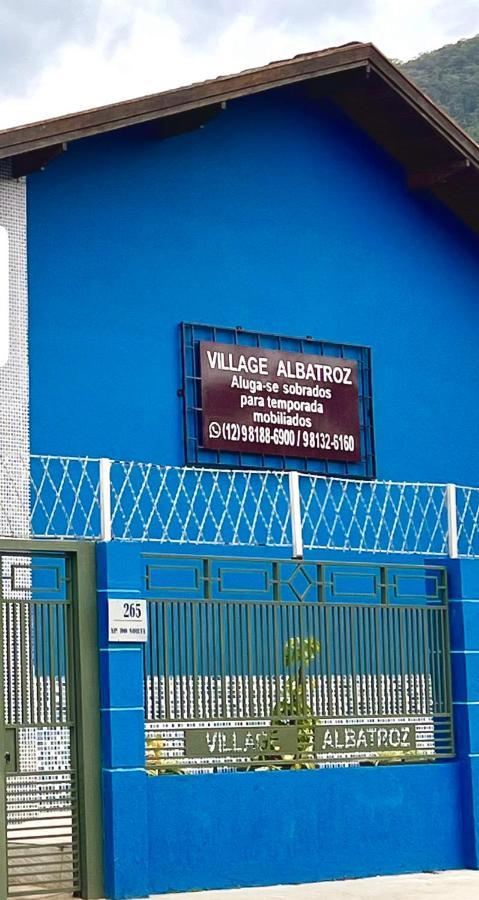 VILLAGE ALBATROZ
Aluga-se sobrados
para temporada
mobiliados
(12) 98188-6900 / 98132-6160
265
VILLAGE ALBATROZ